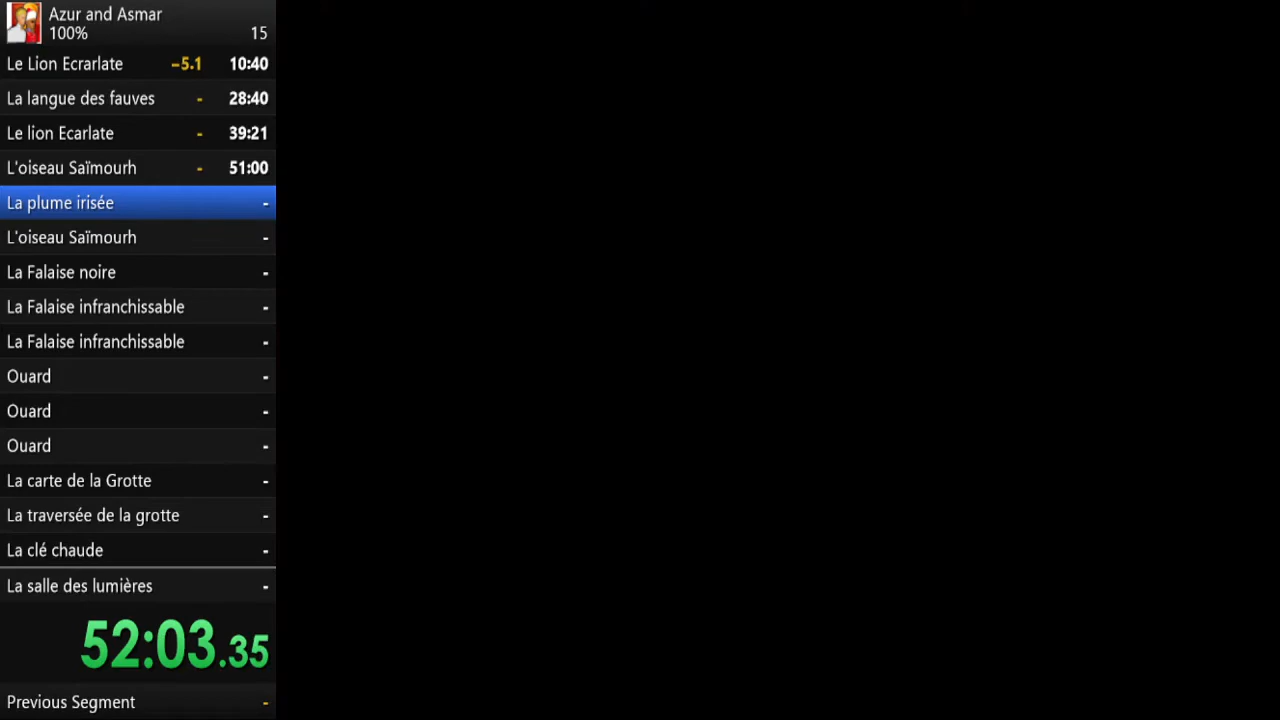 Azur and Asmar
100% 15
Le Lion Ecrarlate −5.1 10:40
La langue des fauves - 28:40
Le lion Ecarlate - 39:21
L'oiseau Saïmourh - 51:00
La plume irisée -
L'oiseau Saïmourh -
La Falaise noire -
La Falaise infranchissable -
La Falaise infranchissable -
Ouard -
Ouard -
Ouard -
La carte de la Grotte -
La traversée de la grotte -
La clé chaude -
La salle des lumières -
52:03.35
Previous Segment -